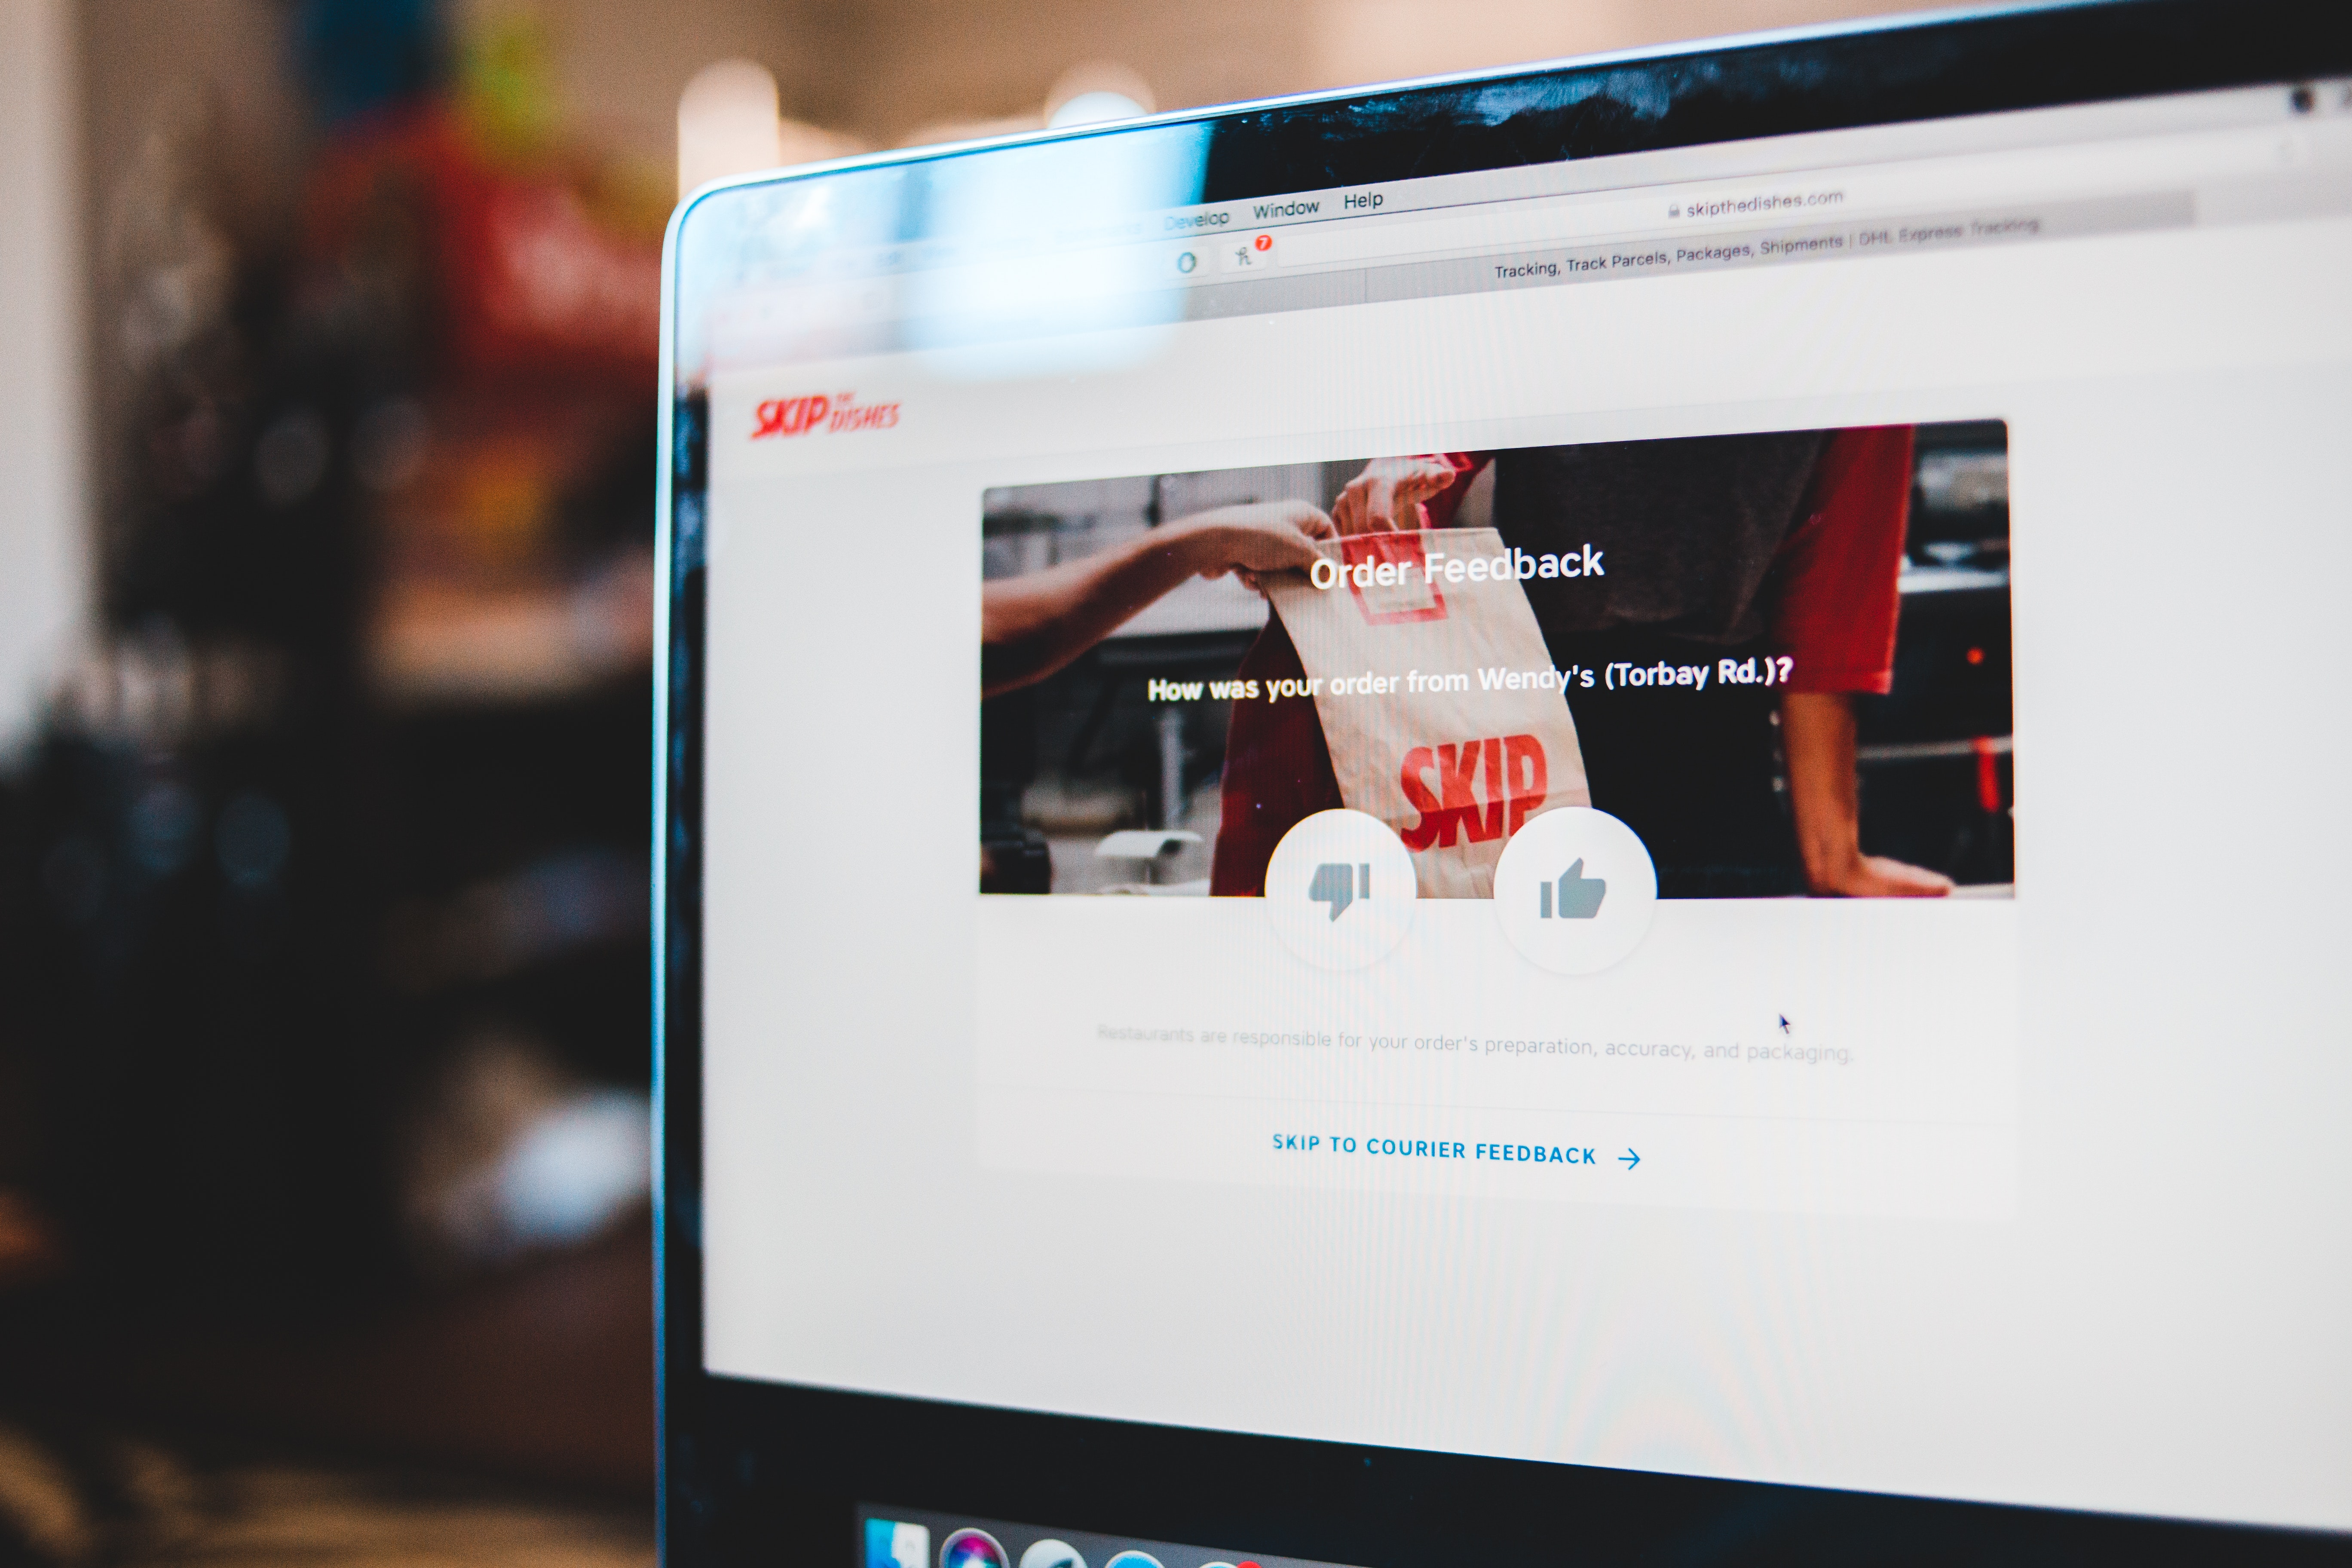 Develop Window Help
7
skipthedishes.com
Tracking, Track Parcels, Packages, Shipments | DHL Express Tracking
SKIP THE DISHES
Order Feedback
How was your order from Wendy's (Torbay Rd.)?
SKIP
Restaurants are responsible for your order's preparation, accuracy, and packaging.
SKIP TO COURIER FEEDBACK →